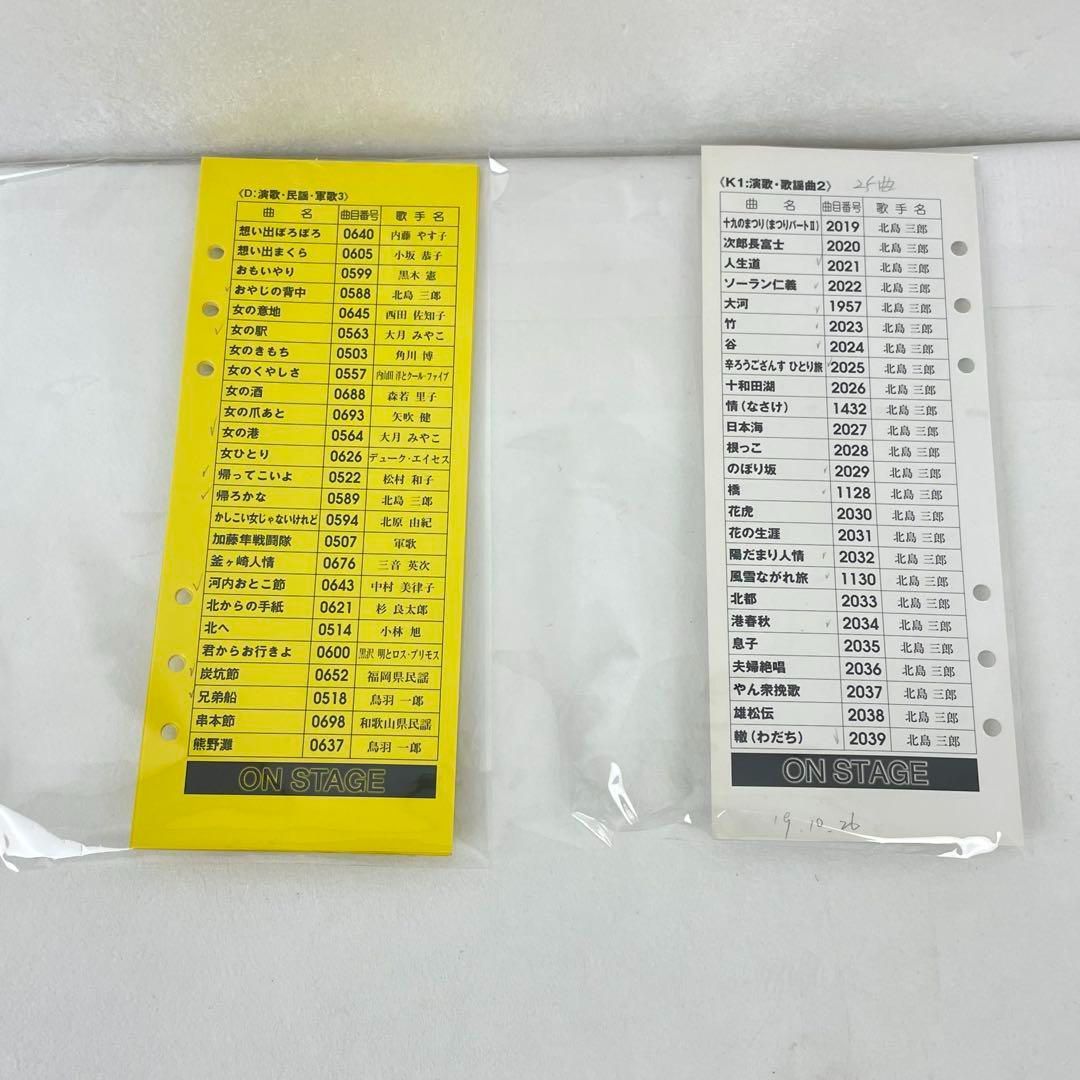 〈D:演歌・民謡・軍歌3〉
曲名 曲目番号 歌手名
想い出ぼろぼろ 0640 内藤 やす子
想い出まくら 0605 小坂 恭子
おもいやり 0599 黒木 憲
おやじの背中 0588 北島 三郎
女の意地 0645 西田 佐知子
女の駅 0563 大月 みやこ
女のきもち 0503 角川 博
女のくやしさ 0557 内山田 洋とクール・ファイブ
女の酒 0688 森若 里子
女の爪あと 0693 矢吹 健
女の港 0564 大月 みやこ
女ひとり 0626 デューク・エイセス
帰ってこいよ 0522 松村 和子
帰ろかな 0589 北島 三郎
かしこい女じゃないけれど 0594 北原 由紀
加藤隼戦闘隊 0507 軍歌
釜ヶ崎人情 0676 三音 英次
河内おとこ節 0643 中村 美律子
北からの手紙 0621 杉 良太郎
北へ 0514 小林 旭
君からお行きよ 0600 黒沢 明とロス・プリモス
炭坑節 0652 福岡県民謡
兄弟船 0518 鳥羽 一郎
串本節 0698 和歌山県民謡
熊野灘 0637 鳥羽 一郎
ON STAGE
〈K1:演歌・歌謡曲2〉 25曲
曲名 曲目番号 歌手名
十九のまつり(まつりパートⅡ) 2019 北島 三郎
次郎長富士 2020 北島 三郎
人生道 2021 北島 三郎
ソーラン仁義 2022 北島 三郎
大河 1957 北島 三郎
竹 2023 北島 三郎
谷 2024 北島 三郎
辛ろうござんす ひとり旅 2025 北島 三郎
十和田湖 2026 北島 三郎
情(なさけ) 1432 北島 三郎
日本海 2027 北島 三郎
根っこ 2028 北島 三郎
のぼり坂 2029 北島 三郎
橋 1128 北島 三郎
花虎 2030 北島 三郎
花の生涯 2031 北島 三郎
陽だまり人情 2032 北島 三郎
風雪ながれ旅 1130 北島 三郎
北都 2033 北島 三郎
港春秋 2034 北島 三郎
息子 2035 北島 三郎
夫婦絶唱 2036 北島 三郎
やん衆挽歌 2037 北島 三郎
雄松伝 2038 北島 三郎
轍(わだち) 2039 北島 三郎
ON STAGE
19.10.26